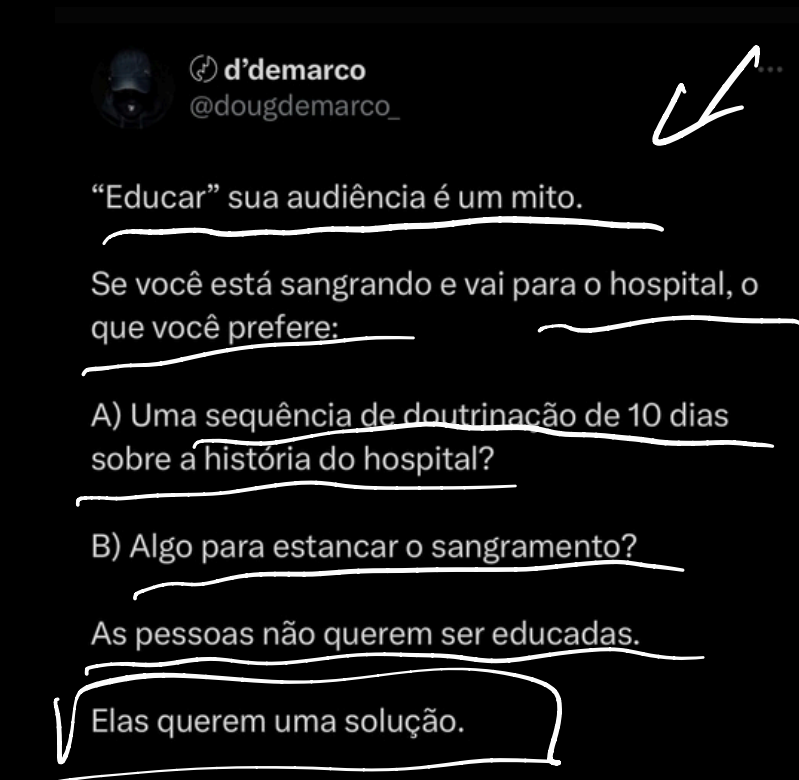 d’demarco
@dougdemarco_
“Educar” sua audiência é um mito.
Se você está sangrando e vai para o hospital, o
que você prefere:
A) Uma sequência de doutrinação de 10 dias
sobre a história do hospital?
B) Algo para estancar o sangramento?
As pessoas não querem ser educadas.
Elas querem uma solução.